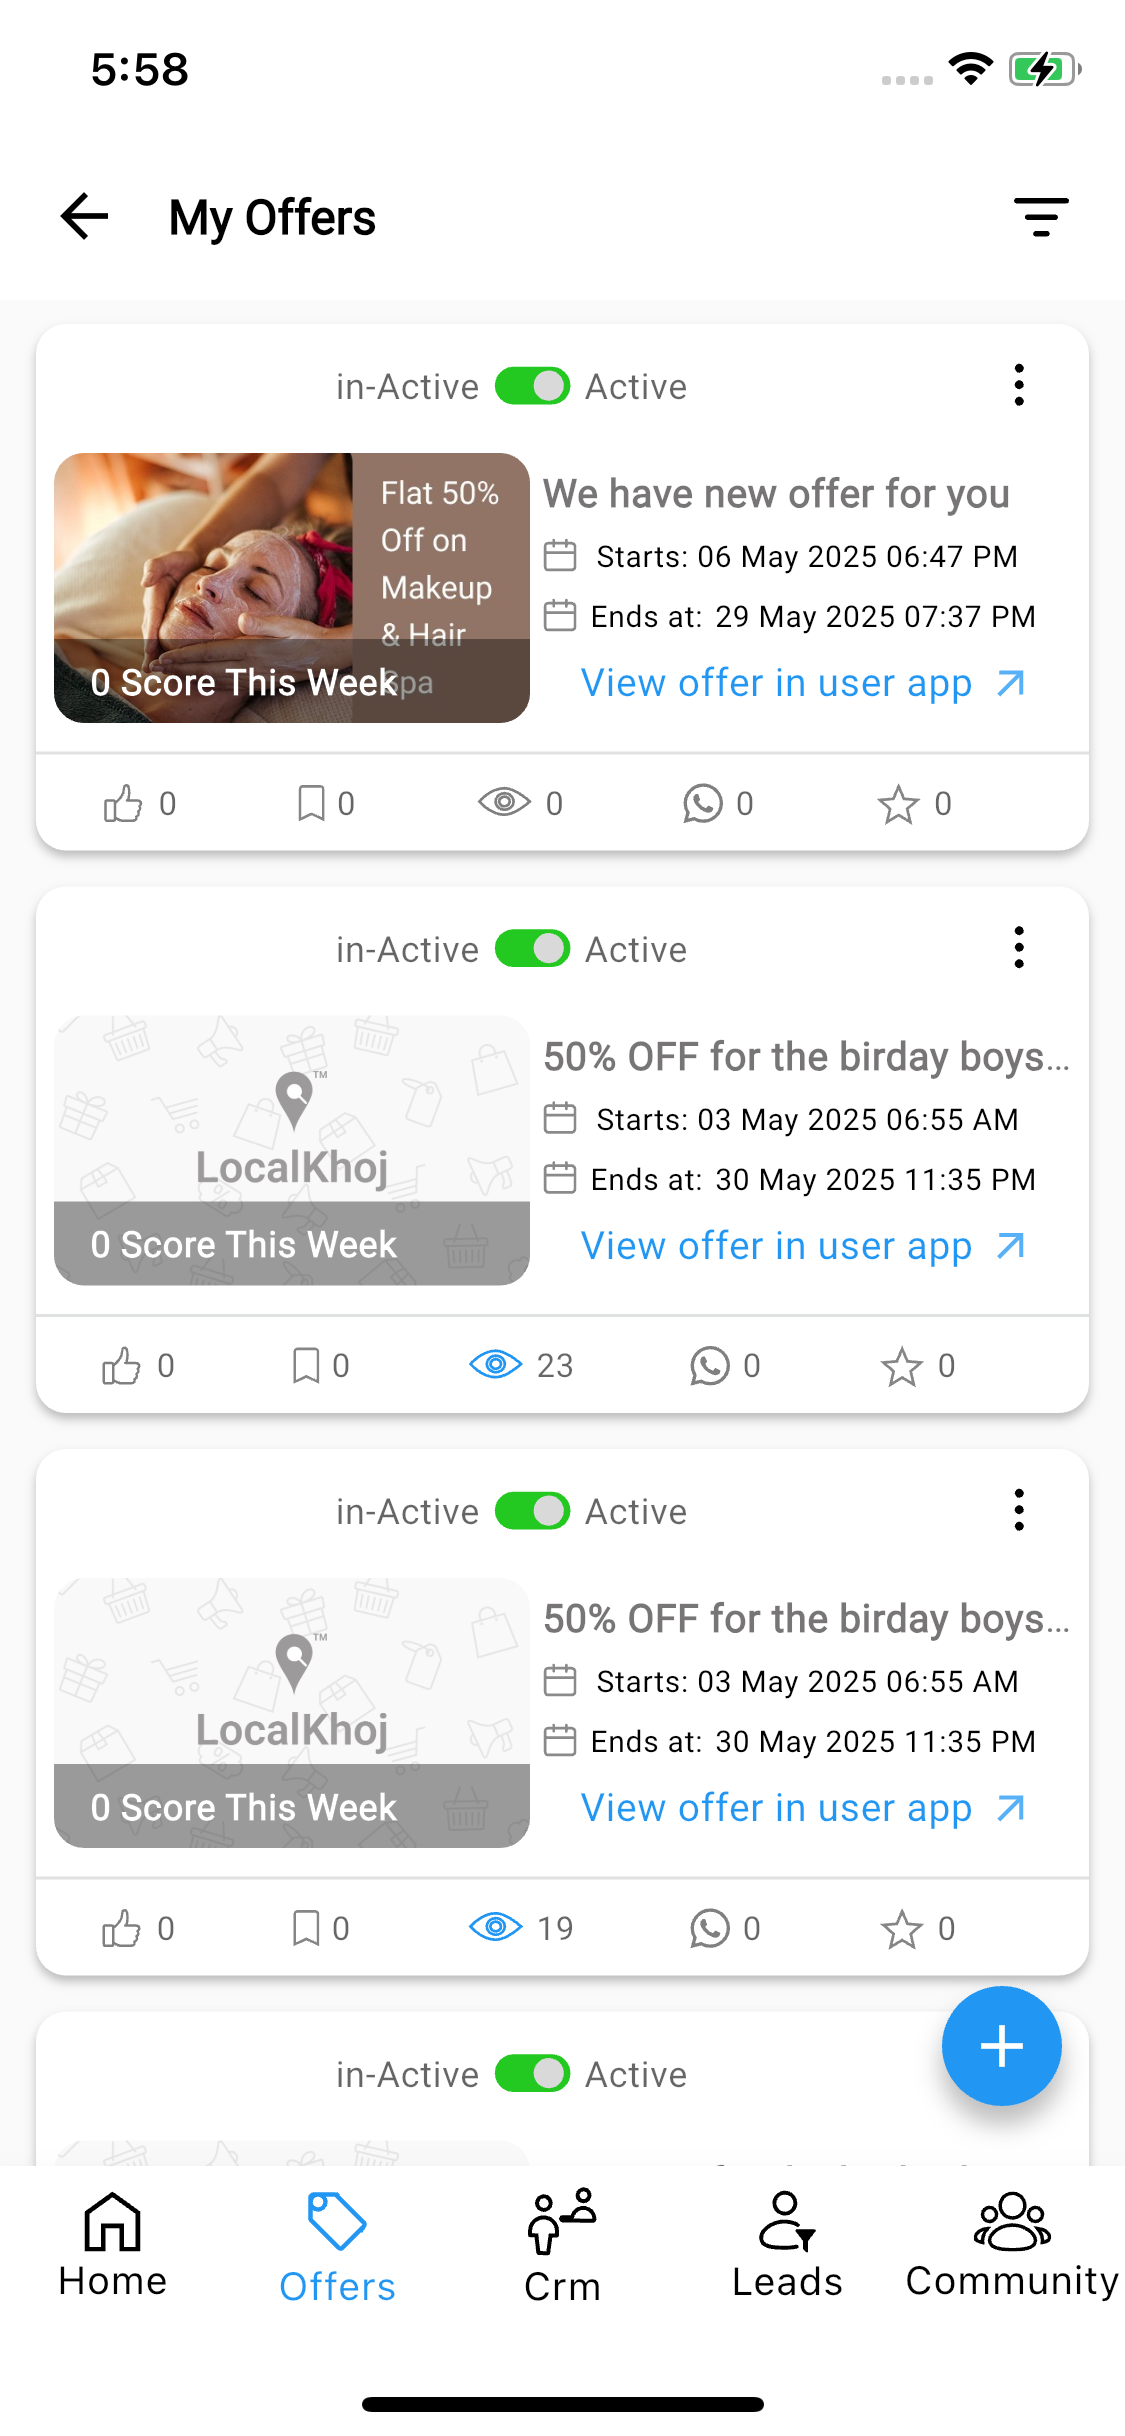 5:58
My Offers
in-Active Active
Flat 50%
Off on
Makeup
& Hair
Spa
0 Score This Week
We have new offer for you
Starts: 06 May 2025 06:47 PM
Ends at: 29 May 2025 07:37 PM
View offer in user app
0 0 0 0 0
in-Active Active
LocalKhoj
TM
0 Score This Week
50% OFF for the birday boys...
Starts: 03 May 2025 06:55 AM
Ends at: 30 May 2025 11:35 PM
View offer in user app
0 0 23 0 0
in-Active Active
LocalKhoj
TM
0 Score This Week
50% OFF for the birday boys...
Starts: 03 May 2025 06:55 AM
Ends at: 30 May 2025 11:35 PM
View offer in user app
0 0 19 0 0
in-Active Active
Home Offers Crm Leads Community